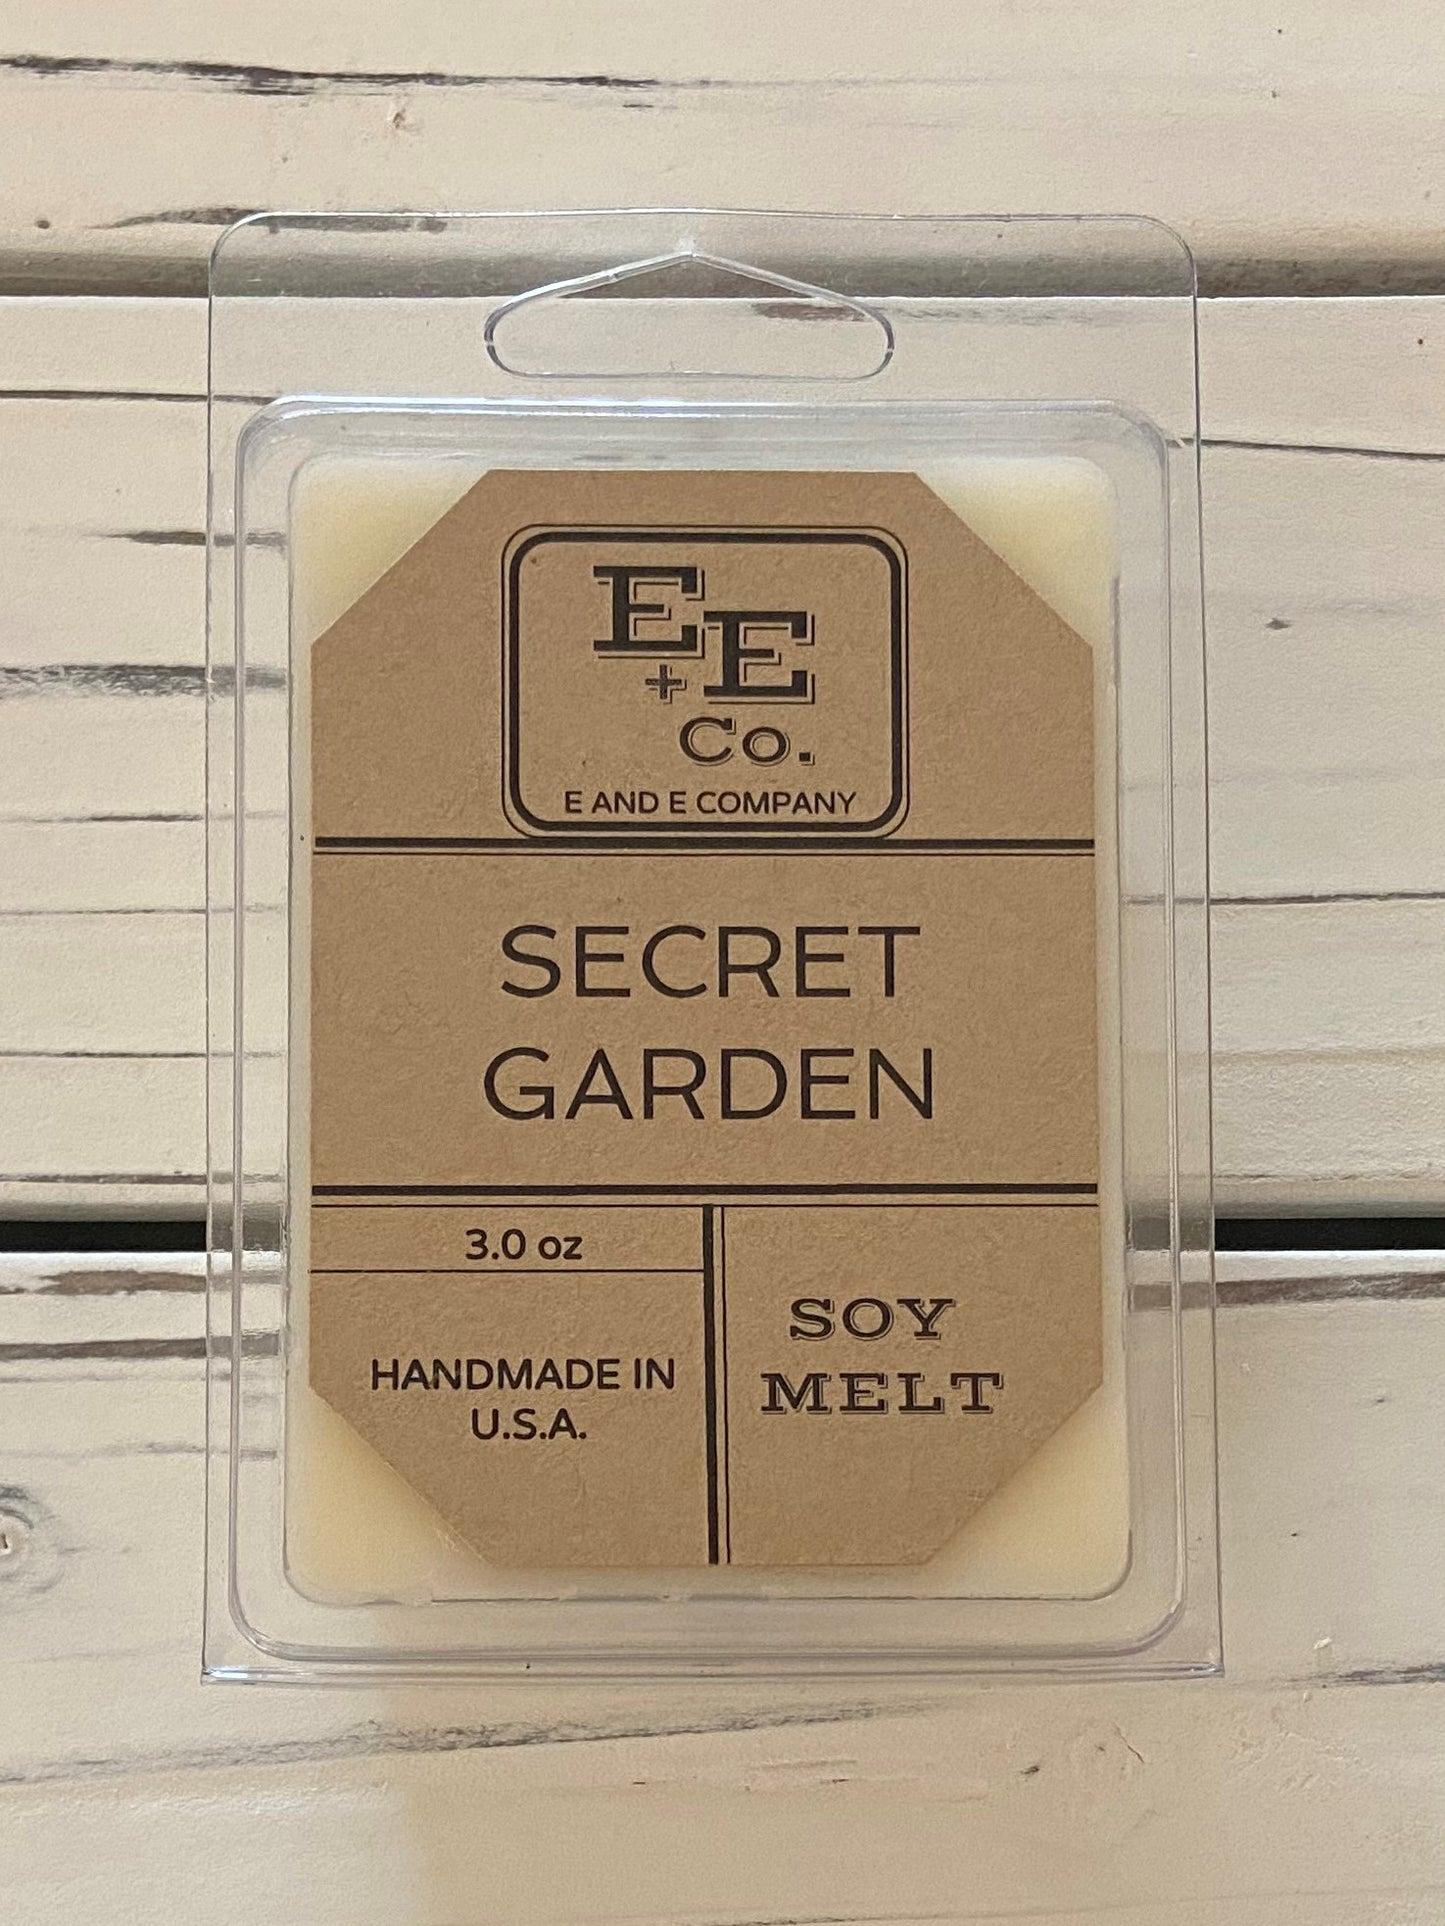 E
+ E
Co.
E AND E COMPANY
SECRET
GARDEN
3.0 oz
HANDMADE IN
U.S.A.
SOY
MELT